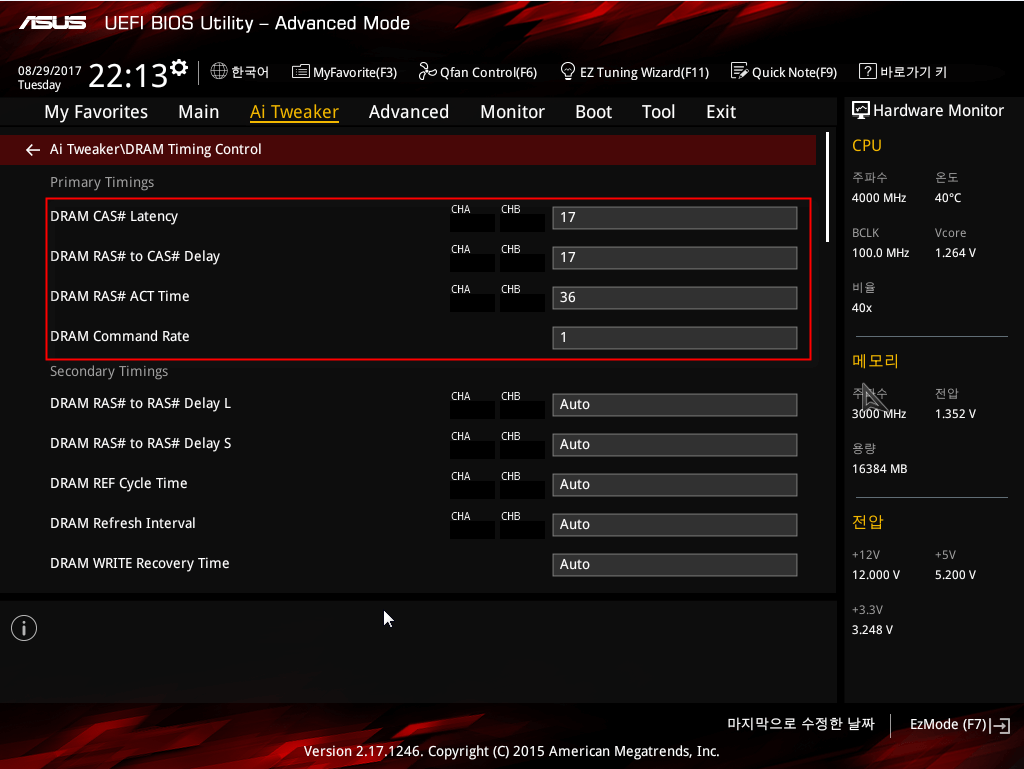 ASUS UEFI BIOS Utility – Advanced Mode
08/29/2017
Tuesday
22:13
한국어 MyFavorite(F3) Qfan Control(F6) EZ Tuning Wizard(F11) Quick Note(F9) ? 바로가기 키
My Favorites Main Ai Tweaker Advanced Monitor Boot Tool Exit
← Ai Tweaker\DRAM Timing Control
Primary Timings
DRAM CAS# Latency CHA CHB 17
DRAM RAS# to CAS# Delay CHA CHB 17
DRAM RAS# ACT Time CHA CHB 36
DRAM Command Rate 1
Secondary Timings
DRAM RAS# to RAS# Delay L CHA CHB Auto
DRAM RAS# to RAS# Delay S CHA CHB Auto
DRAM REF Cycle Time CHA CHB Auto
DRAM Refresh Interval CHA CHB Auto
DRAM WRITE Recovery Time Auto
Hardware Monitor
CPU
주파수 온도
4000 MHz 40°C
BCLK Vcore
100.0 MHz 1.264 V
비율
40x
메모리
주파수 전압
3000 MHz 1.352 V
용량
16384 MB
전압
+12V +5V
12.000 V 5.200 V
+3.3V
3.248 V
마지막으로 수정한 날짜 EzMode (F7)
Version 2.17.1246. Copyright (C) 2015 American Megatrends, Inc.